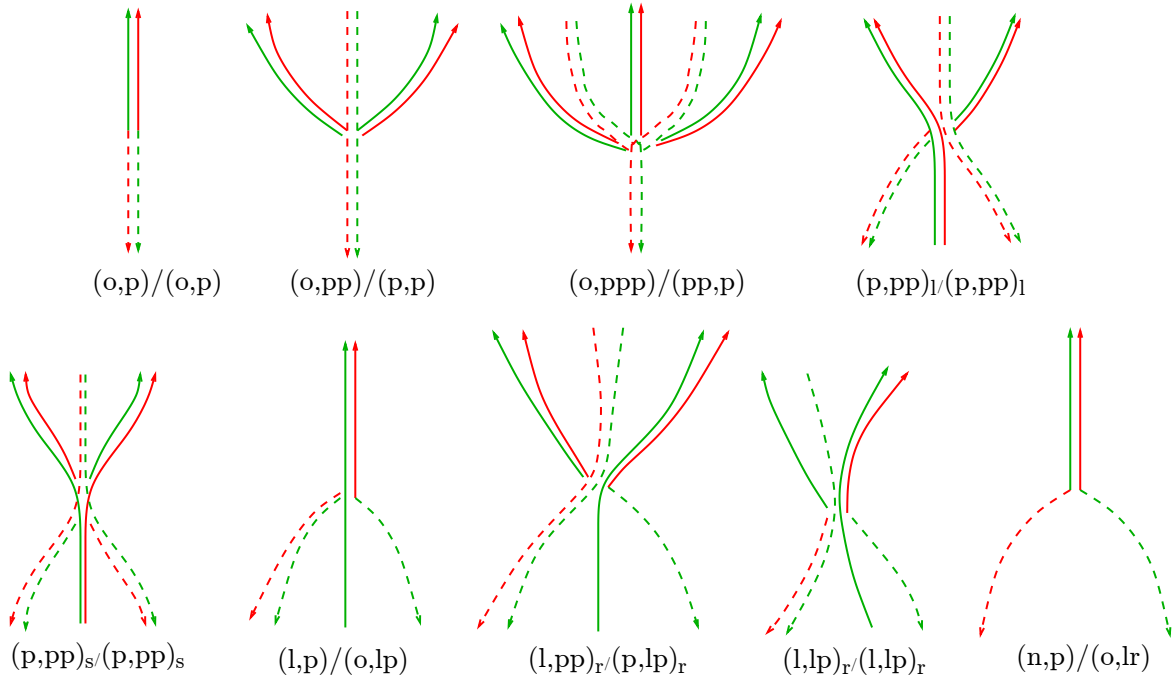 (o,p)/(o,p)
(o,pp)/(p,p)
(o,ppp)/(pp,p)
(p,pp)l/(p,pp)l
(p,pp)s/(p,pp)s
(l,p)/(o,lp)
(l,pp)r/(p,lp)r
(l,lp)r/(l,lp)r
(n,p)/(o,lr)